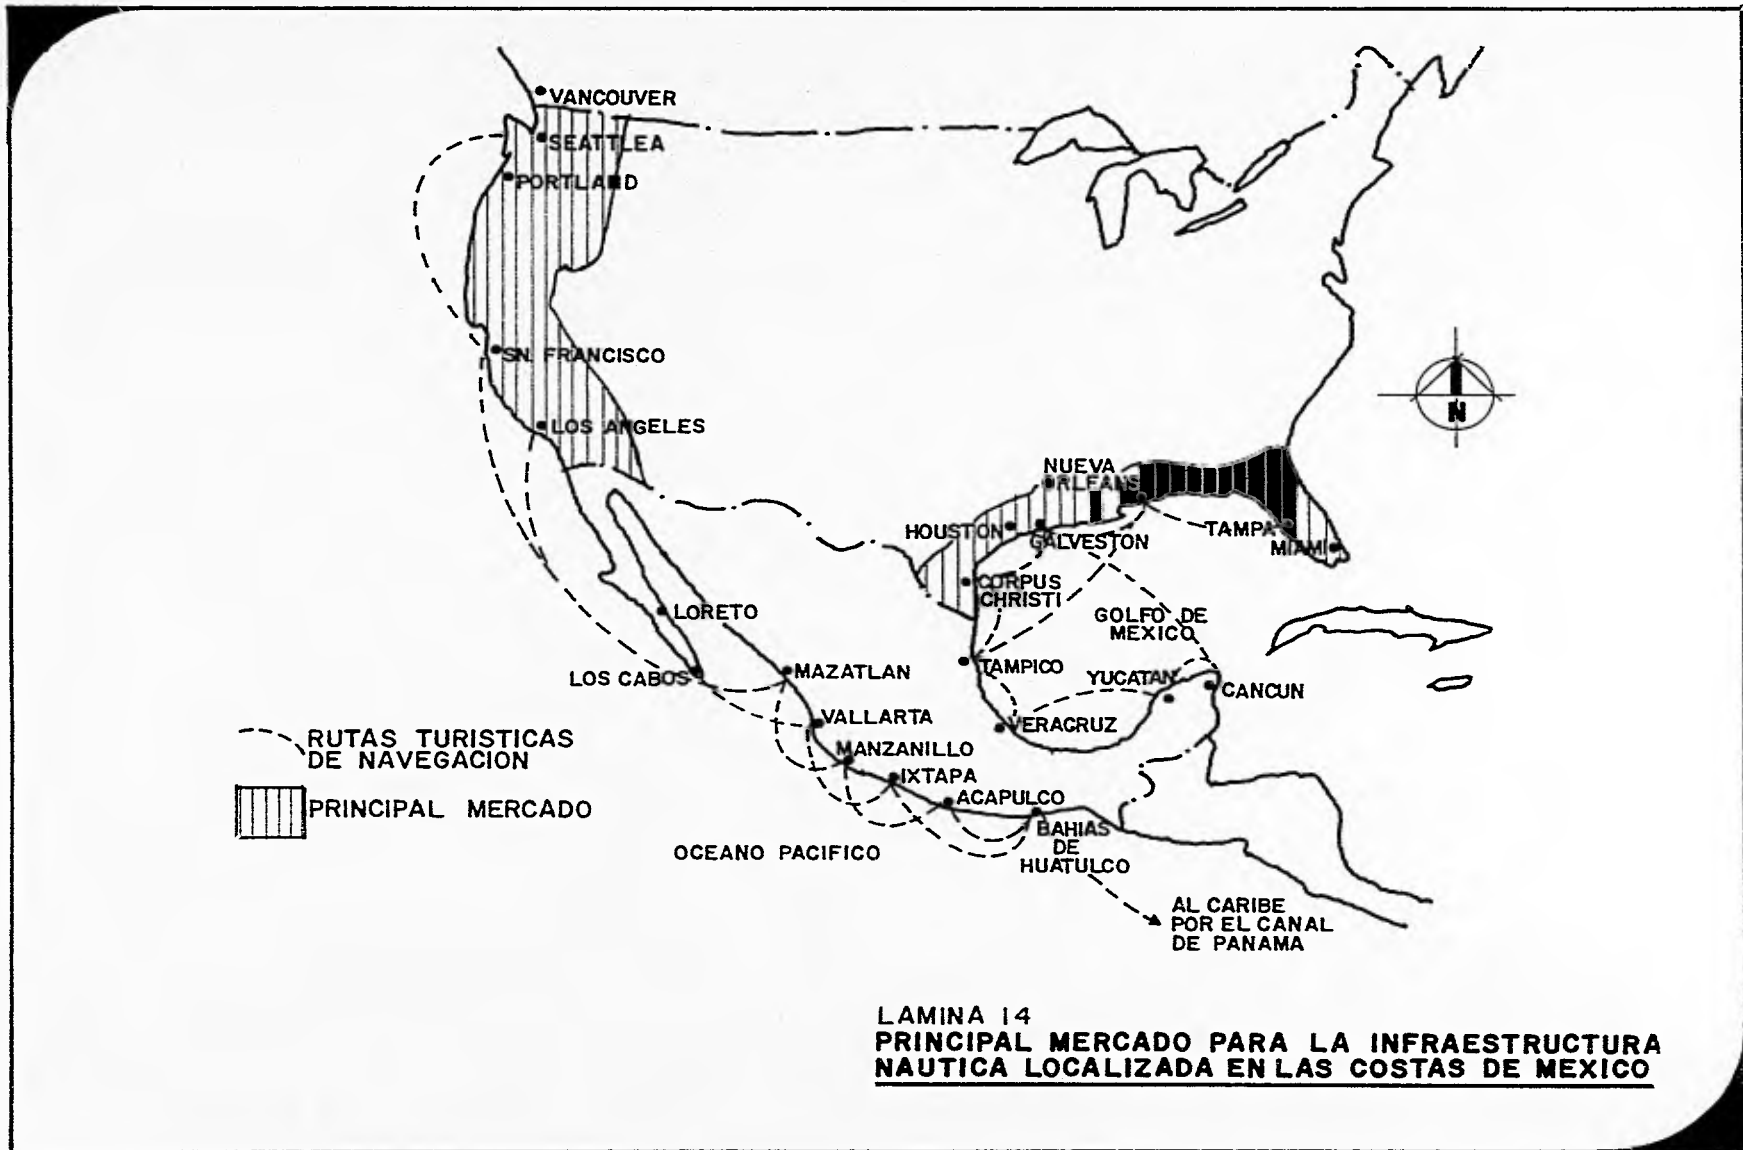 VANCOUVER
SEATTLEA
PORTLAND
SN. FRANCISCO
LOS ANGELES
N
NUEVA
ORLEANS
HOUSTON
GALVESTON
TAMPA
MIAMI
CORPUS
CHRISTI
GOLFO DE
MEXICO
LORETO
LOS CABOS
MAZATLAN
TAMPICO
YUCATAN
CANCUN
VALLARTA
VERACRUZ
MANZANILLO
IXTAPA
ACAPULCO
BAHIAS
DE
HUATULCO
RUTAS TURISTICAS
DE NAVEGACION
PRINCIPAL MERCADO
OCEANO PACIFICO
AL CARIBE
POR EL CANAL
DE PANAMA
LAMINA 14
PRINCIPAL MERCADO PARA LA INFRAESTRUCTURA
NAUTICA LOCALIZADA EN LAS COSTAS DE MEXICO